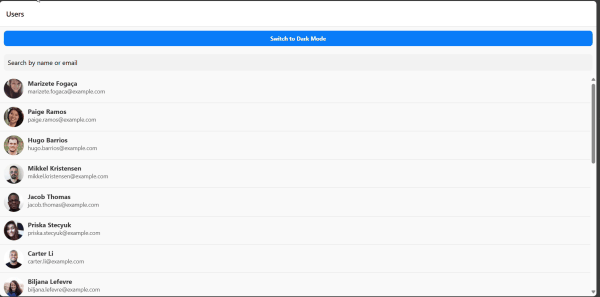 Users
Switch to Dark Mode
Search by name or email
Marizete Fogaça
marizete.fogaca@example.com
Paige Ramos
paige.ramos@example.com
Hugo Barrios
hugo.barrios@example.com
Mikkel Kristensen
mikkel.kristensen@example.com
Jacob Thomas
jacob.thomas@example.com
Priska Stecyuk
priska.stecyuk@example.com
Carter Li
carter.li@example.com
Biljana Lefevre
biljana.lefevre@example.com